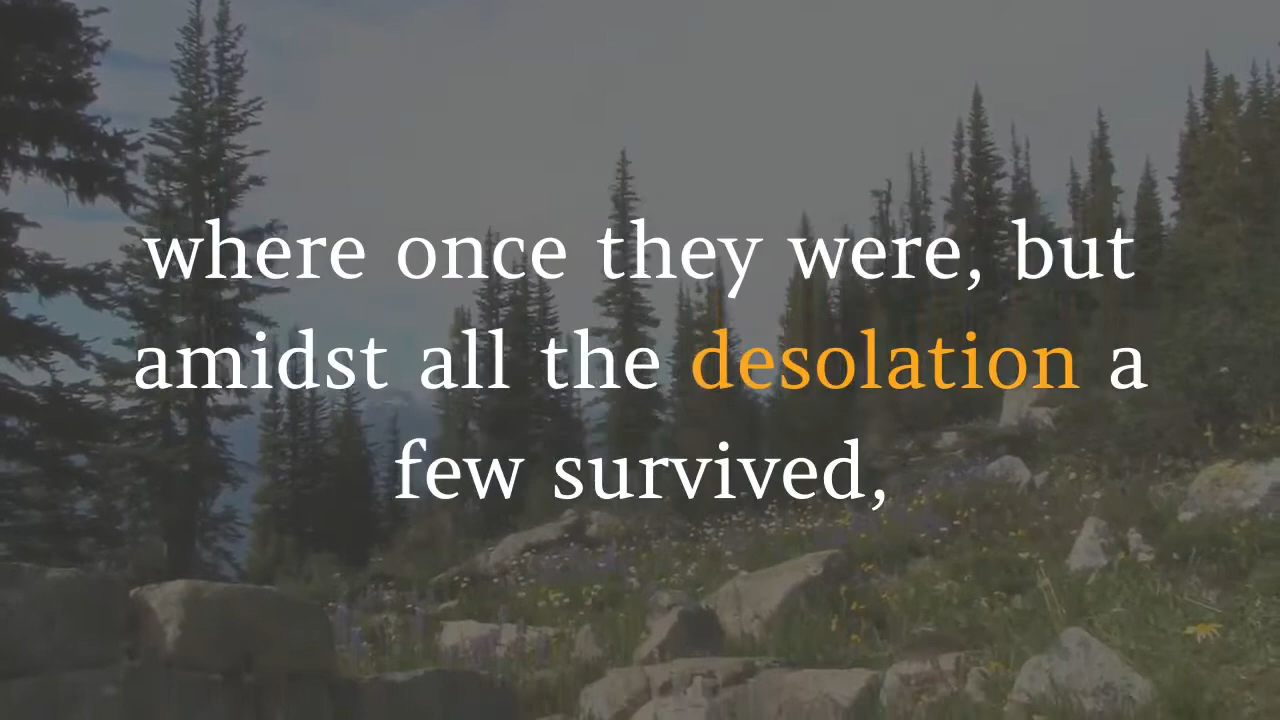 where once they were, but
amidst all the desolation a
few survived,